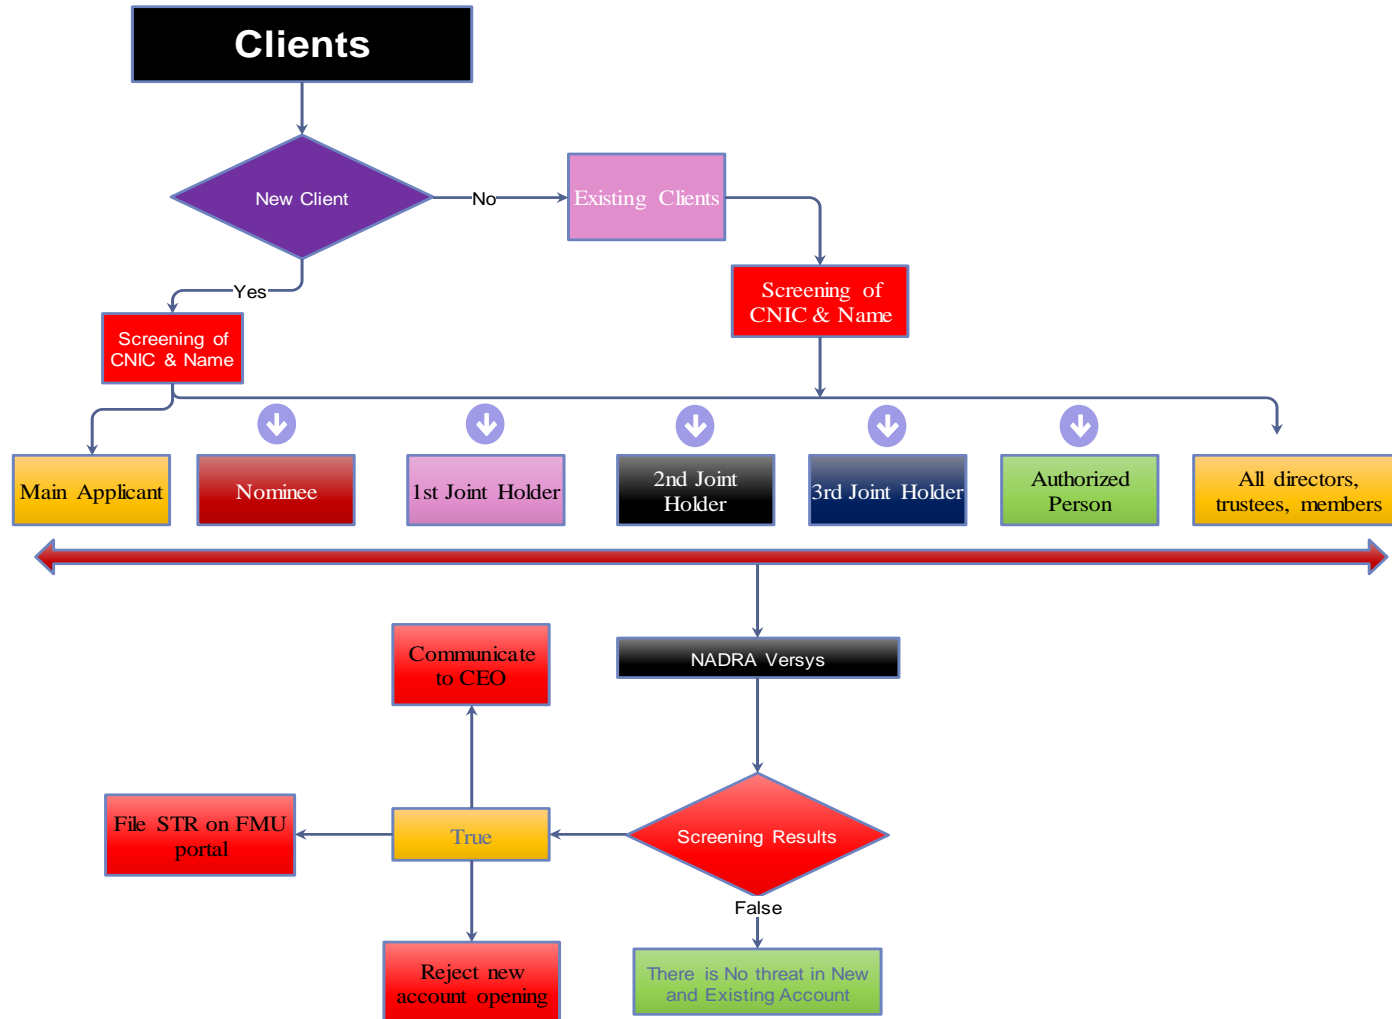 Clients
New Client
No
Existing Clients
Yes
Screening of
CNIC & Name
Screening of
CNIC & Name
Main Applicant
Nominee
1st Joint Holder
2nd Joint
Holder
3rd Joint Holder
Authorized
Person
All directors,
trustees, members
NADRA Versys
Communicate
to CEO
File STR on FMU
portal
True
Screening Results
False
Reject new
account opening
There is No threat in New
and Existing Account